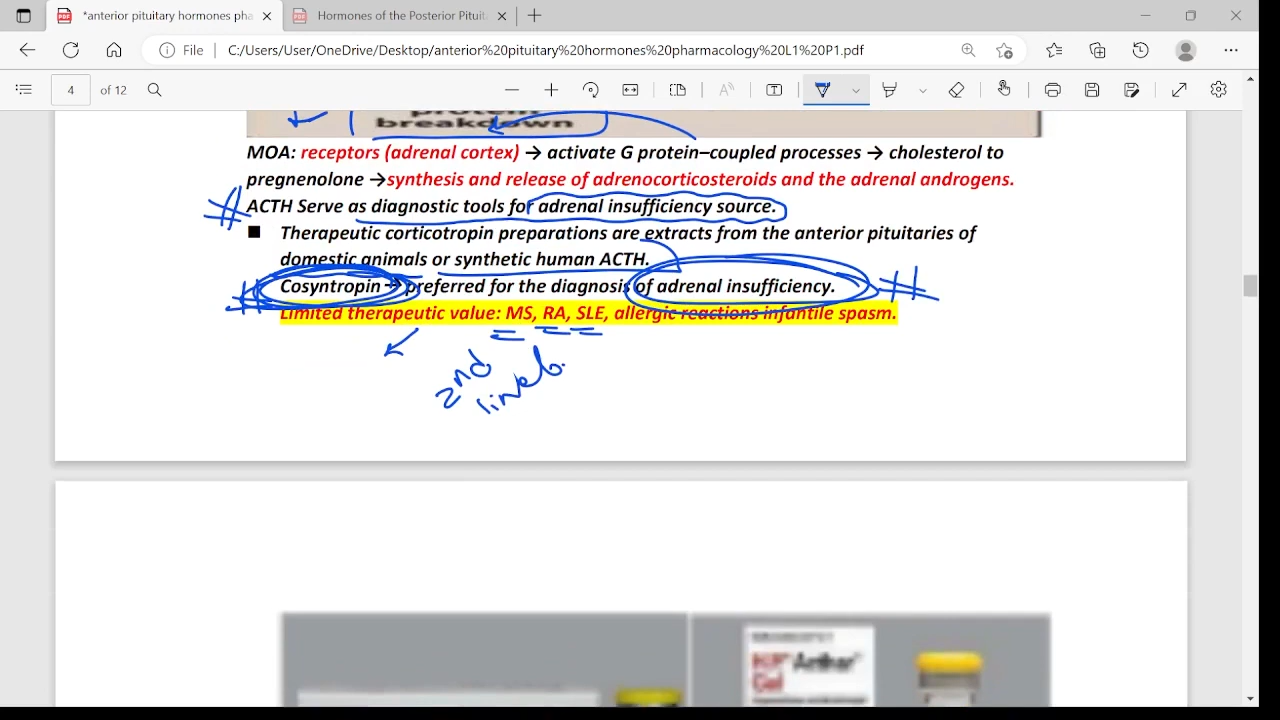 *anterior pituitary hormones pha
Hormones of the Posterior Pituit
File
C:/Users/User/OneDrive/Desktop/anterior%20pituitary%20hormones%20pharmacology%20L1%20P1.pdf
4 of 12
protein
breakdown
MOA: receptors (adrenal cortex) → activate G protein–coupled processes → cholesterol to
pregnenolone →synthesis and release of adrenocorticosteroids and the adrenal androgens.
ACTH Serve as diagnostic tools for adrenal insufficiency source.
■ Therapeutic corticotropin preparations are extracts from the anterior pituitaries of
domestic animals or synthetic human ACTH.
Cosyntropin → preferred for the diagnosis of adrenal insufficiency.
Limited therapeutic value: MS, RA, SLE, allergic reactions infantile spasm.
2nd
Gel